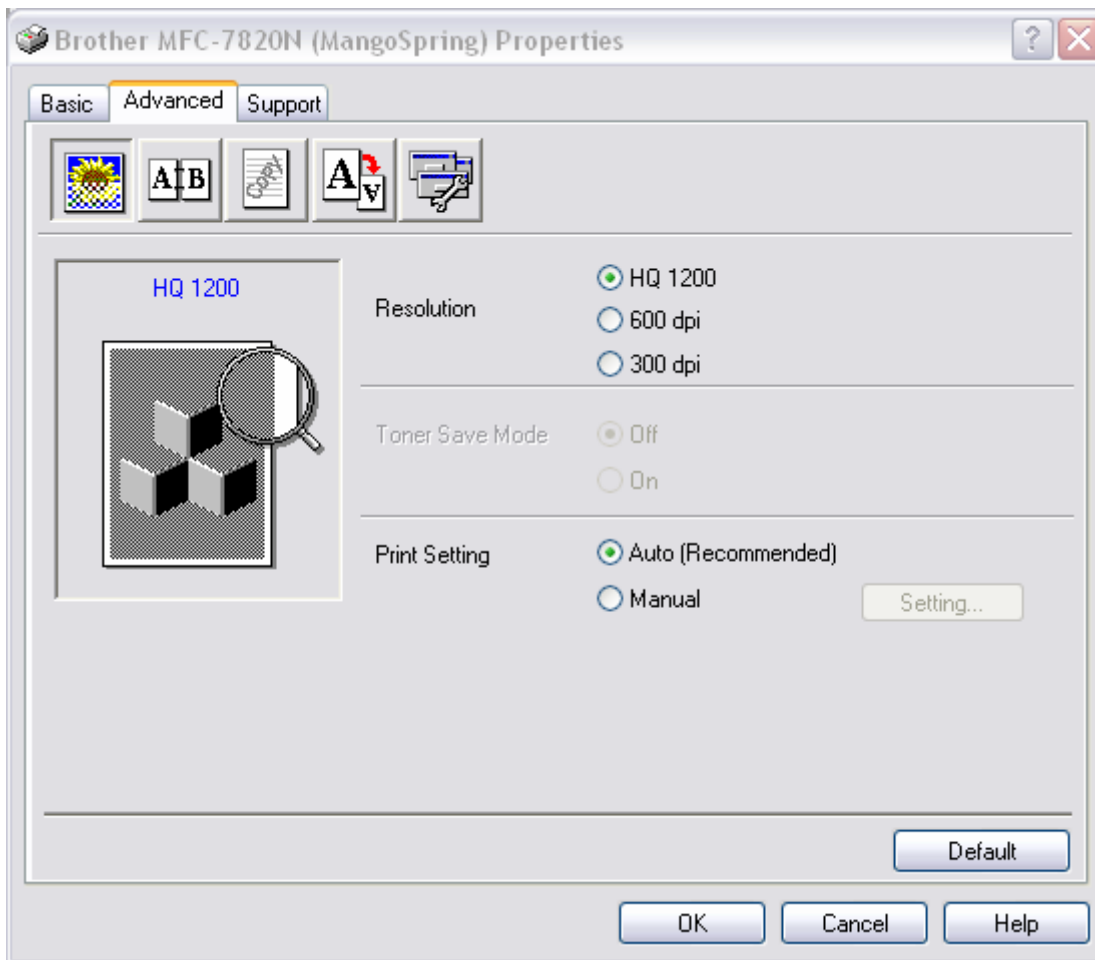 Brother MFC-7820N (MangoSpring) Properties
?
Basic Advanced Support
A B COPY A A
HQ 1200
Resolution
HQ 1200
600 dpi
300 dpi
Toner Save Mode
Off
On
Print Setting
Auto (Recommended)
Manual
Setting...
Default
OK Cancel Help